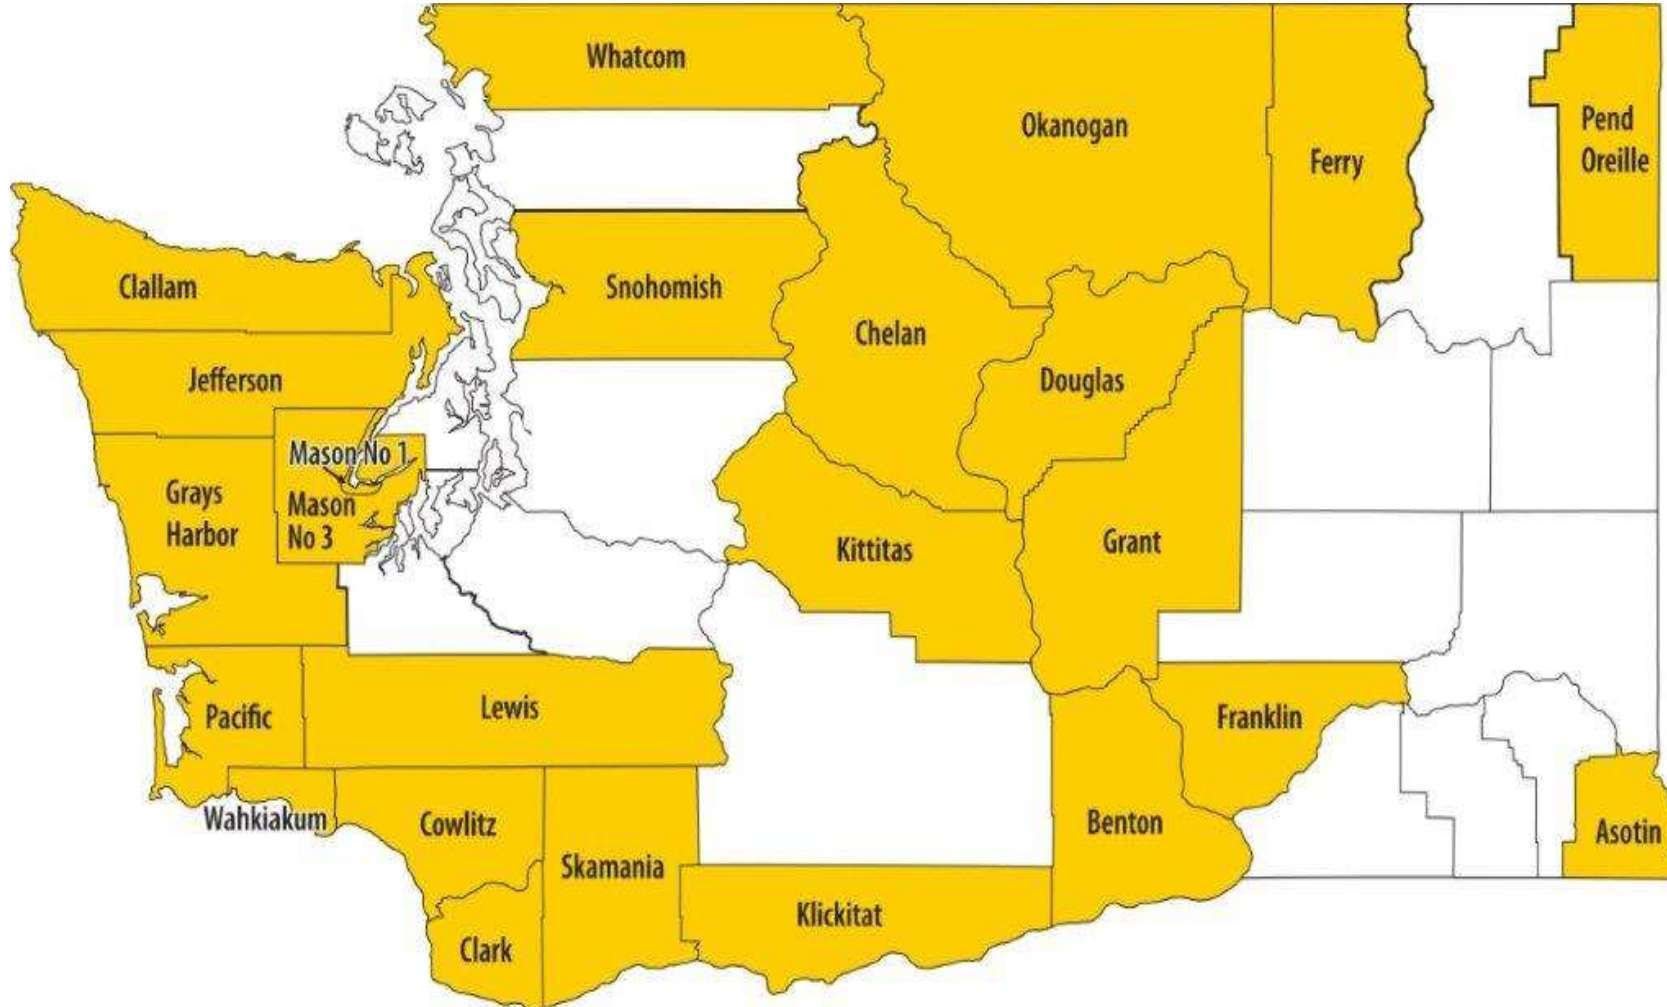 Whatcom
Okanogan
Pend
Oreille
Ferry
Clallam
Snohomish
Chelan
Jefferson
Douglas
Mason No 1
Grays
Harbor
Mason
No 3
Kittitas
Grant
Pacific
Lewis
Franklin
Wahkiakum
Cowlitz
Benton
Asotin
Skamania
Klickitat
Clark